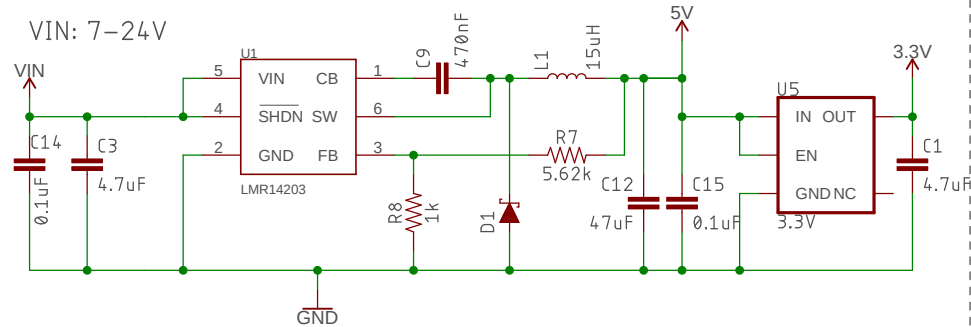 VIN: 7-24V
VIN
C14
0.1uF
C3
4.7uF
U1
5 VIN CB 1
4 SHDN SW 6
2 GND FB 3
LMR14203
C9
470nF
L1
15uH
R7
5.62k
R8
1k
D1
C12
47uF
C15
0.1uF
5V
U5
IN OUT
EN
GND NC
3.3V
3.3V
C1
4.7uF
GND